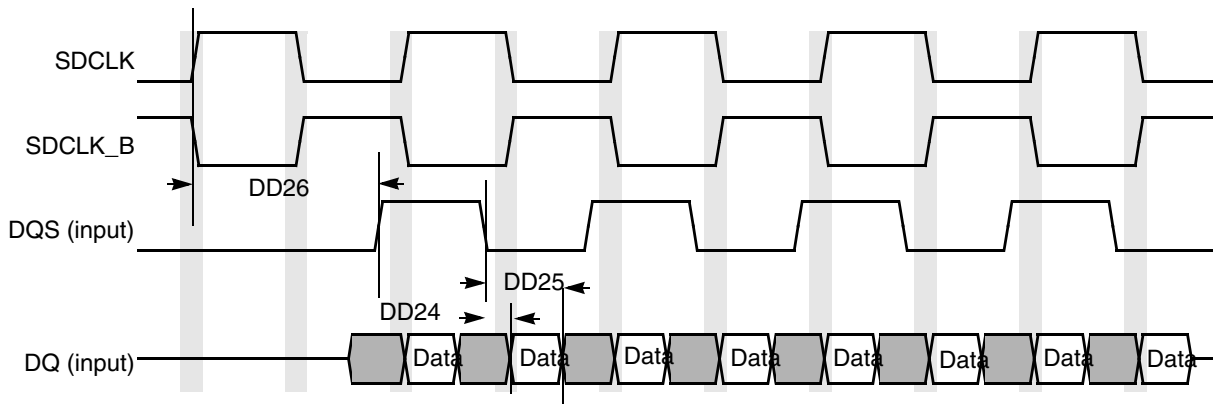 SDCLK
SDCLK_B
DD26
DQS (input)
DD25
DD24
DQ (input)
Data Data Data Data Data Data Data Data